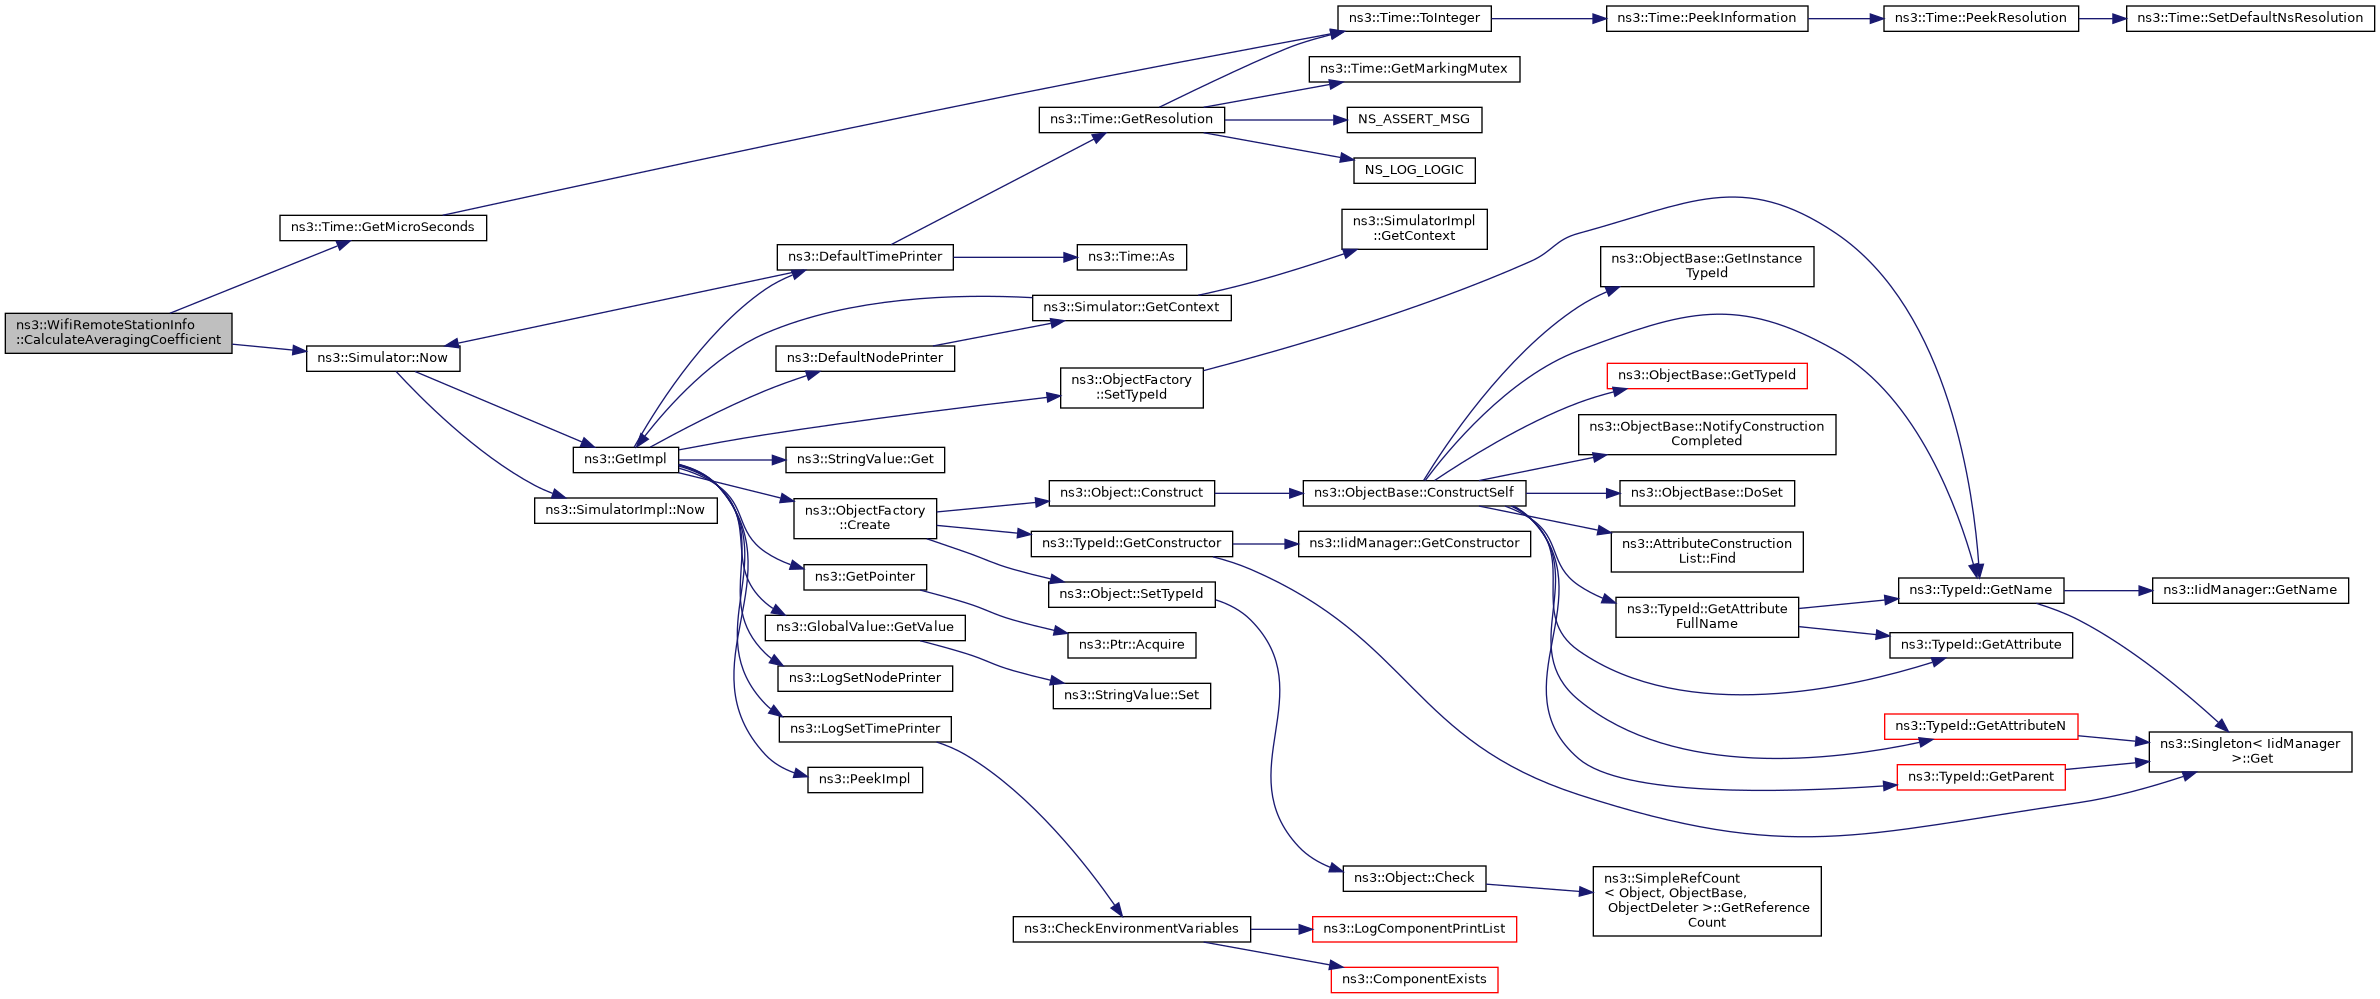 ns3::WifiRemoteStationInfo
::CalculateAveragingCoefficient
ns3::Time::GetMicroSeconds
ns3::Simulator::Now
ns3::GetImpl
ns3::SimulatorImpl::Now
ns3::DefaultTimePrinter
ns3::DefaultNodePrinter
ns3::StringValue::Get
ns3::ObjectFactory
::Create
ns3::GetPointer
ns3::GlobalValue::GetValue
ns3::LogSetNodePrinter
ns3::LogSetTimePrinter
ns3::PeekImpl
ns3::Time::GetResolution
ns3::Time::As
ns3::Simulator::GetContext
ns3::ObjectFactory
::SetTypeId
ns3::Object::Construct
ns3::TypeId::GetConstructor
ns3::Object::SetTypeId
ns3::Ptr::Acquire
ns3::StringValue::Set
ns3::CheckEnvironmentVariables
ns3::Time::ToInteger
ns3::Time::GetMarkingMutex
NS_ASSERT_MSG
NS_LOG_LOGIC
ns3::SimulatorImpl
::GetContext
ns3::ObjectBase::ConstructSelf
ns3::IidManager::GetConstructor
ns3::Object::Check
ns3::LogComponentPrintList
ns3::ComponentExists
ns3::Time::PeekInformation
ns3::ObjectBase::GetInstance
TypeId
ns3::ObjectBase::GetTypeId
ns3::ObjectBase::NotifyConstruction
Completed
ns3::ObjectBase::DoSet
ns3::AttributeConstruction
List::Find
ns3::TypeId::GetAttribute
FullName
ns3::SimpleRefCount
< Object, ObjectBase,
ObjectDeleter >::GetReference
Count
ns3::Time::PeekResolution
ns3::TypeId::GetName
ns3::TypeId::GetAttribute
ns3::TypeId::GetAttributeN
ns3::TypeId::GetParent
ns3::Time::SetDefaultNsResolution
ns3::IidManager::GetName
ns3::Singleton< IidManager
>::Get